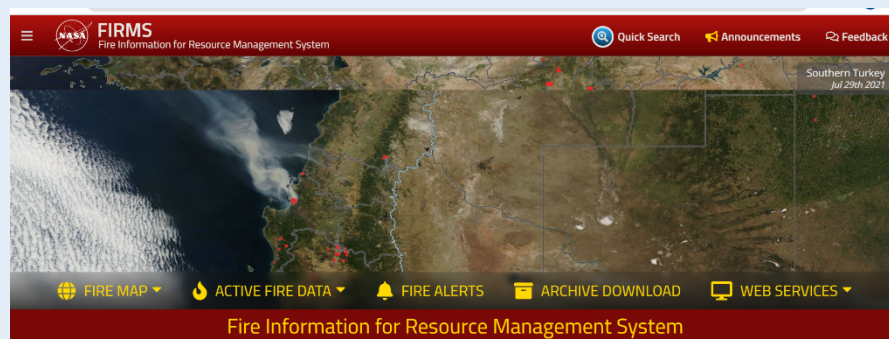 NASA
FIRMS
Fire Information for Resource Management System
Quick Search
Announcements
Feedback
Southern Turkey
Jul 29th 2021
FIRE MAP
ACTIVE FIRE DATA
FIRE ALERTS
ARCHIVE DOWNLOAD
WEB SERVICES
Fire Information for Resource Management System